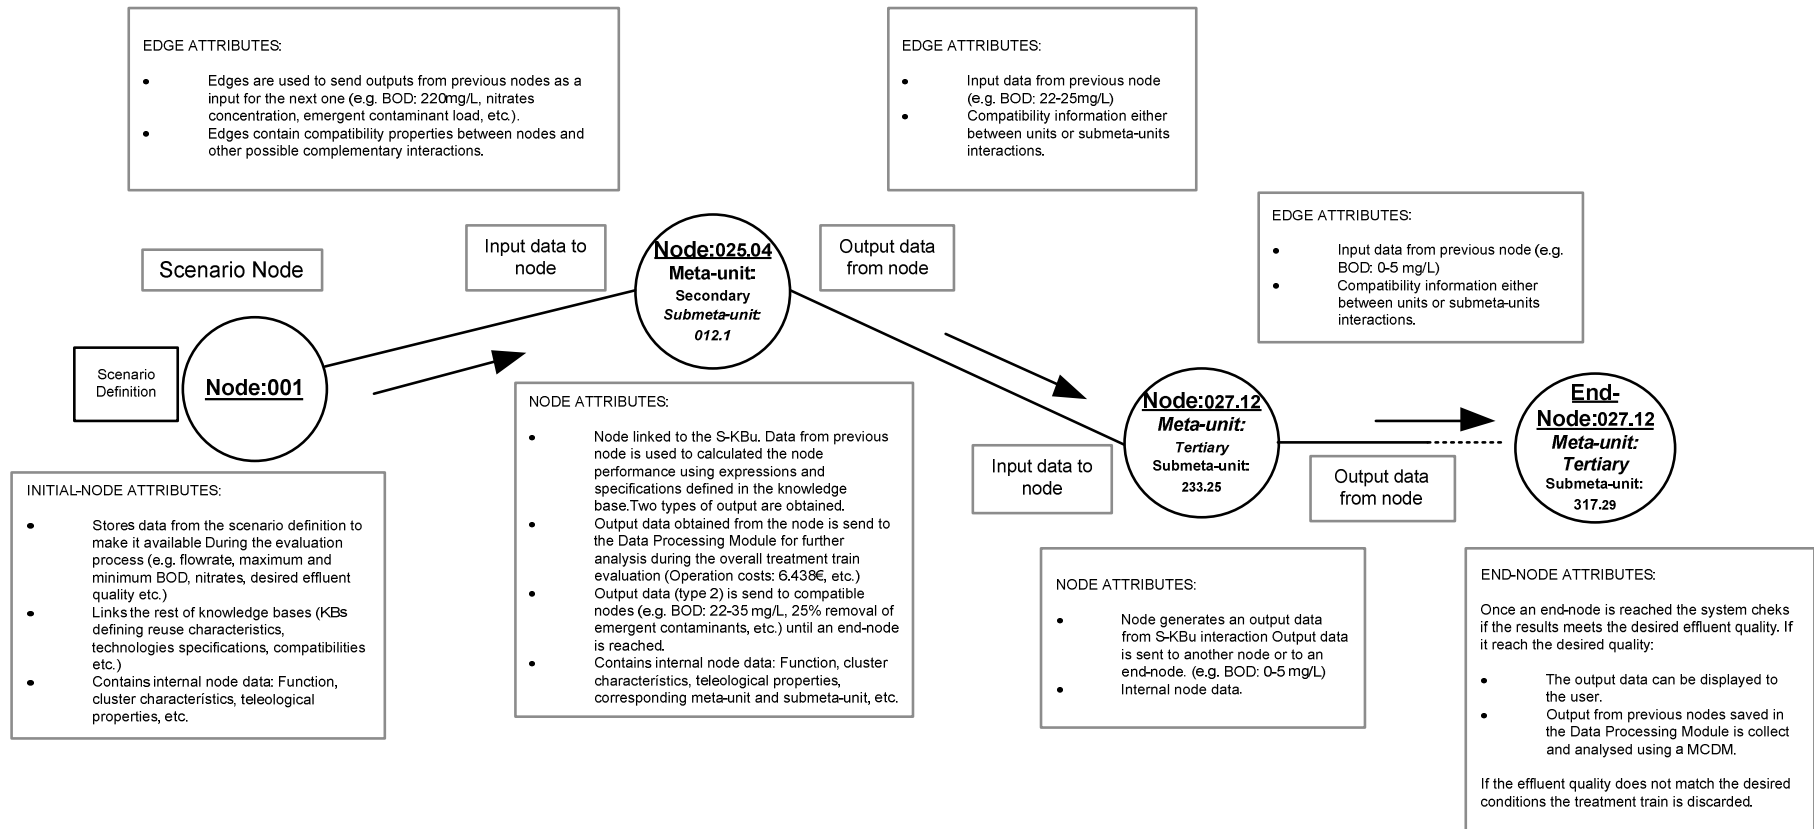 EDGE ATTRIBUTES:
• Edges are used to send outputs from previous nodes as a
input for the next one (e.g. BOD: 220mg/L, nitrates
concentration, emergent contaminant load, etc.).
• Edges contain compatibility properties between nodes and
other possible complementary interactions.
EDGE ATTRIBUTES:
• Input data from previous node
(e.g. BOD: 22-25mg/L)
• Compatibility information either
between units or submeta-units
interactions.
EDGE ATTRIBUTES:
• Input data from previous node (e.g.
BOD: 0-5 mg/L)
• Compatibility information either
between units or submeta-units
interactions.
Scenario Node
Input data to
node
Node:025.04
Meta-unit:
Secondary
Submeta-unit:
012.1
Output data
from node
Scenario
Definition
Node:001
Input data to
node
Node:027.12
Meta-unit:
Tertiary
Submeta-unit:
233.25
Output data
from node
End-
Node:027.12
Meta-unit:
Tertiary
Submeta-unit:
317.29
INITIAL-NODE ATTRIBUTES:
• Stores data from the scenario definition to
make it available During the evaluation
process (e.g. flowrate, maximum and
minimum BOD, nitrates, desired effluent
quality etc.)
• Links the rest of knowledge bases (KBs
defining reuse characteristics,
technologies specifications, compatibilities
etc.)
• Contains internal node data: Function,
cluster characterístics, teleological
properties, etc.
NODE ATTRIBUTES:
• Node linked to the S-KBu. Data from previous
node is used to calculated the node
performance using expressions and
specifications defined in the knowledge
base.Two types of output are obtained.
• Output data obtained from the node is send to
the Data Processing Module for further
analysis during the overall treatment train
evaluation (Operation costs: 6.438€, etc.)
• Output data (type 2) is send to compatible
nodes (e.g. BOD: 22-35 mg/L, 25% removal of
emergent contaminants, etc.) until an end-node
is reached.
• Contains internal node data: Function, cluster
characterístics, teleological properties,
corresponding meta-unit and submeta-unit, etc.
NODE ATTRIBUTES:
• Node generates an output data
from S-KBu interaction Output data
is sent to another node or to an
end-node. (e.g. BOD: 0-5 mg/L)
• Internal node data.
END-NODE ATTRIBUTES:
Once an end-node is reached the system cheks
if the results meets the desired effluent quality. If
it reach the desired quality:
• The output data can be displayed to
the user.
• Output from previous nodes saved in
the Data Processing Module is collect
and analysed using a MCDM.
If the effluent quality does not match the desired
conditions the treatment train is discarded.